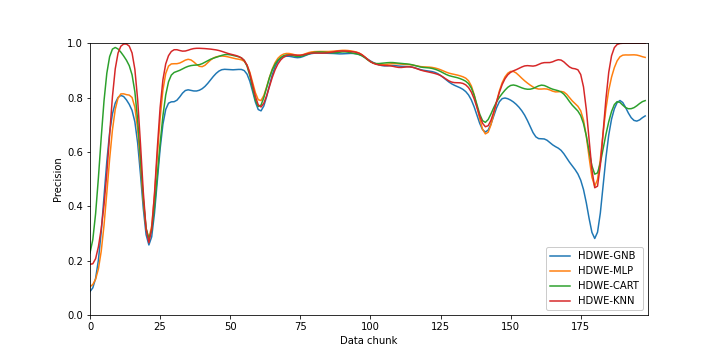 1.0
0.8
0.6
0.4
0.2
0.0
Precision
0
25
50
75
100
125
150
175
Data chunk
HDWE-GNB
HDWE-MLP
HDWE-CART
HDWE-KNN